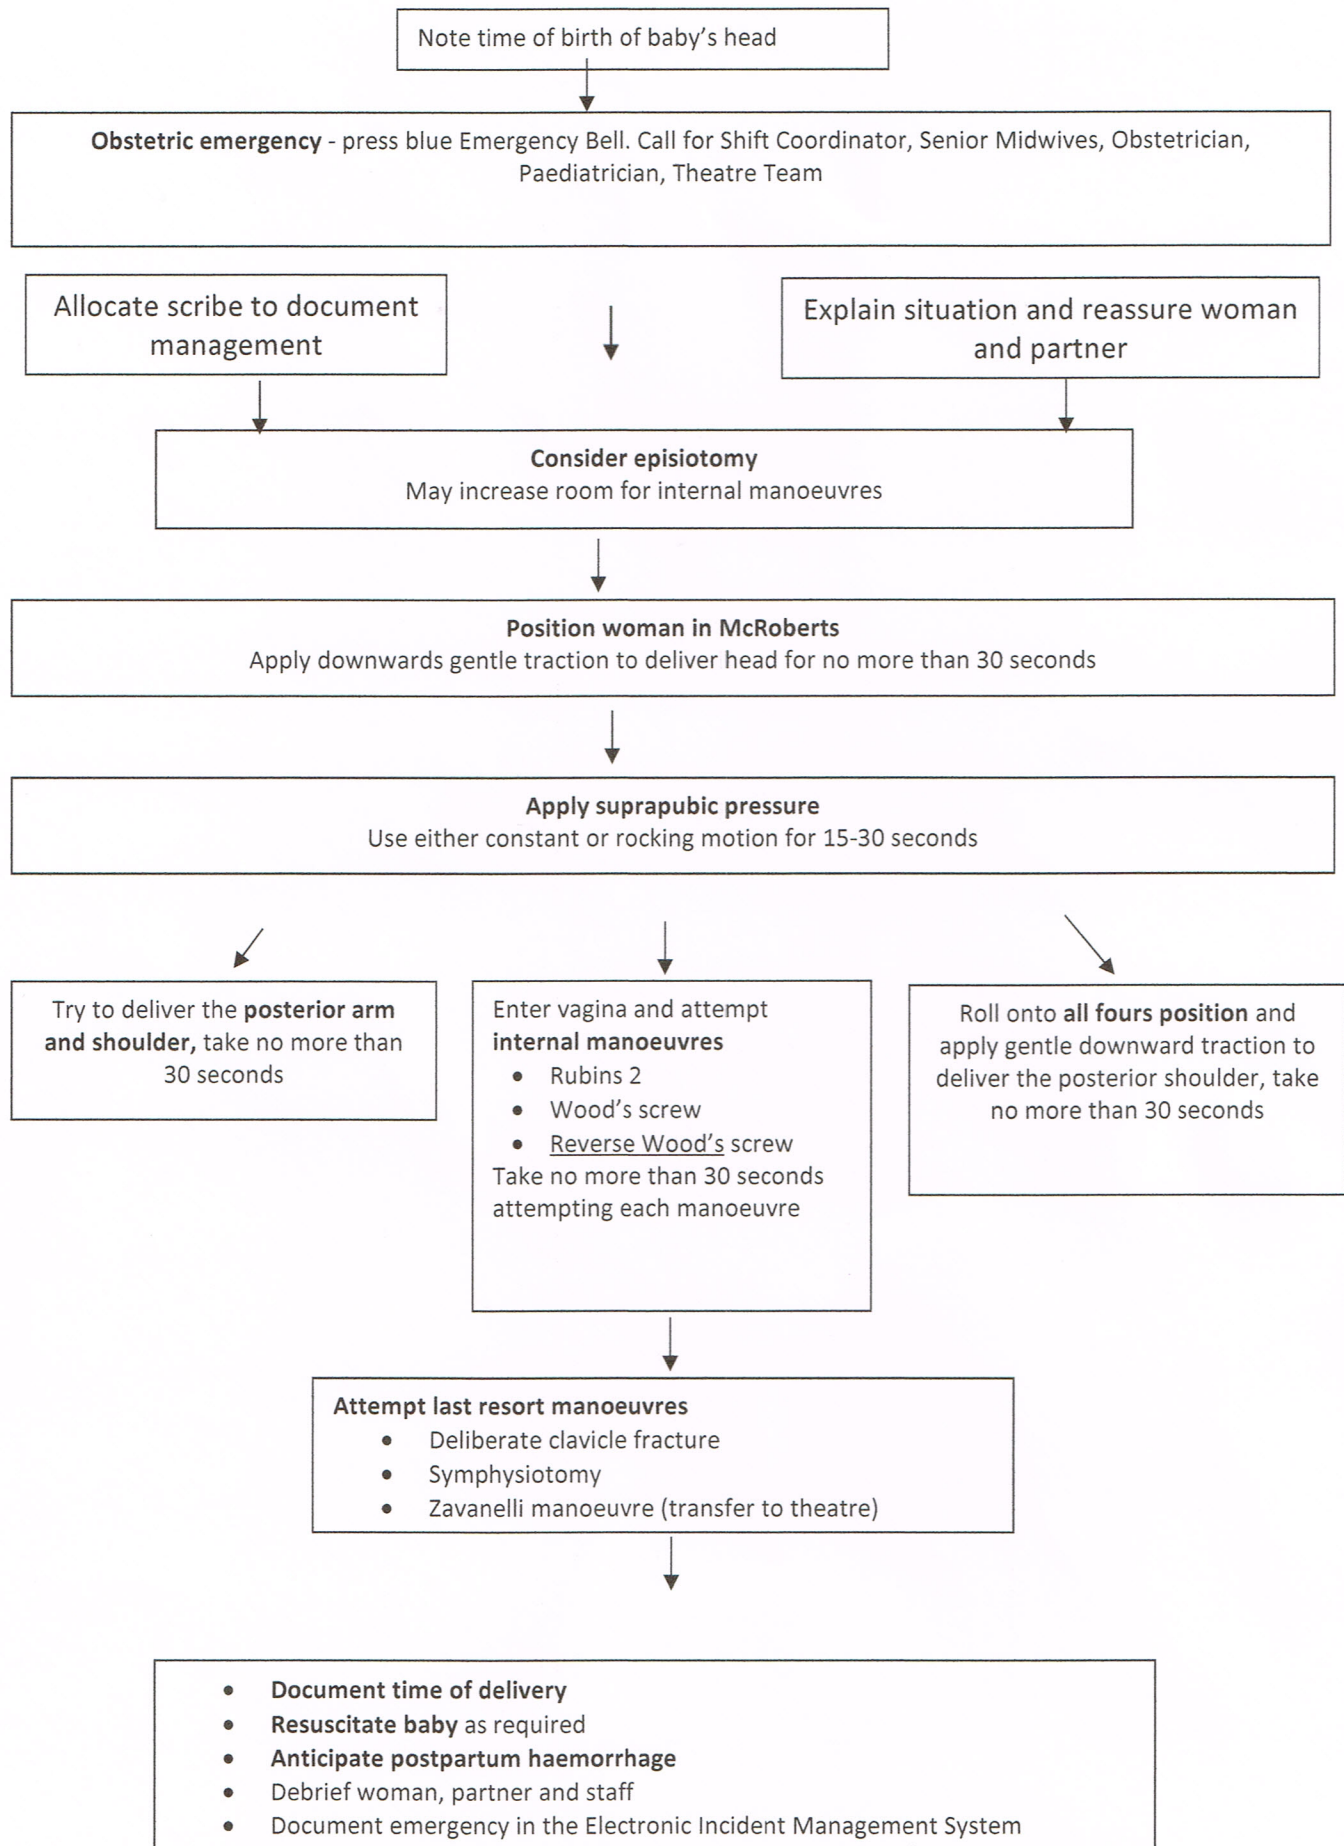 Note time of birth of baby's head
Obstetric emergency - press blue Emergency Bell. Call for Shift Coordinator, Senior Midwives, Obstetrician,
Paediatrician, Theatre Team
Allocate scribe to document
management
Explain situation and reassure woman
and partner
Consider episiotomy
May increase room for internal manoeuvres
Position woman in McRoberts
Apply downwards gentle traction to deliver head for no more than 30 seconds
Apply suprapubic pressure
Use either constant or rocking motion for 15-30 seconds
Try to deliver the posterior arm
and shoulder, take no more than
30 seconds
Enter vagina and attempt
internal manoeuvres
• Rubins 2
• Wood's screw
• Reverse Wood's screw
Take no more than 30 seconds
attempting each manoeuvre
Roll onto all fours position and
apply gentle downward traction to
deliver the posterior shoulder, take
no more than 30 seconds
Attempt last resort manoeuvres
• Deliberate clavicle fracture
• Symphysiotomy
• Zavanelli manoeuvre (transfer to theatre)
• Document time of delivery
• Resuscitate baby as required
• Anticipate postpartum haemorrhage
• Debrief woman, partner and staff
• Document emergency in the Electronic Incident Management System